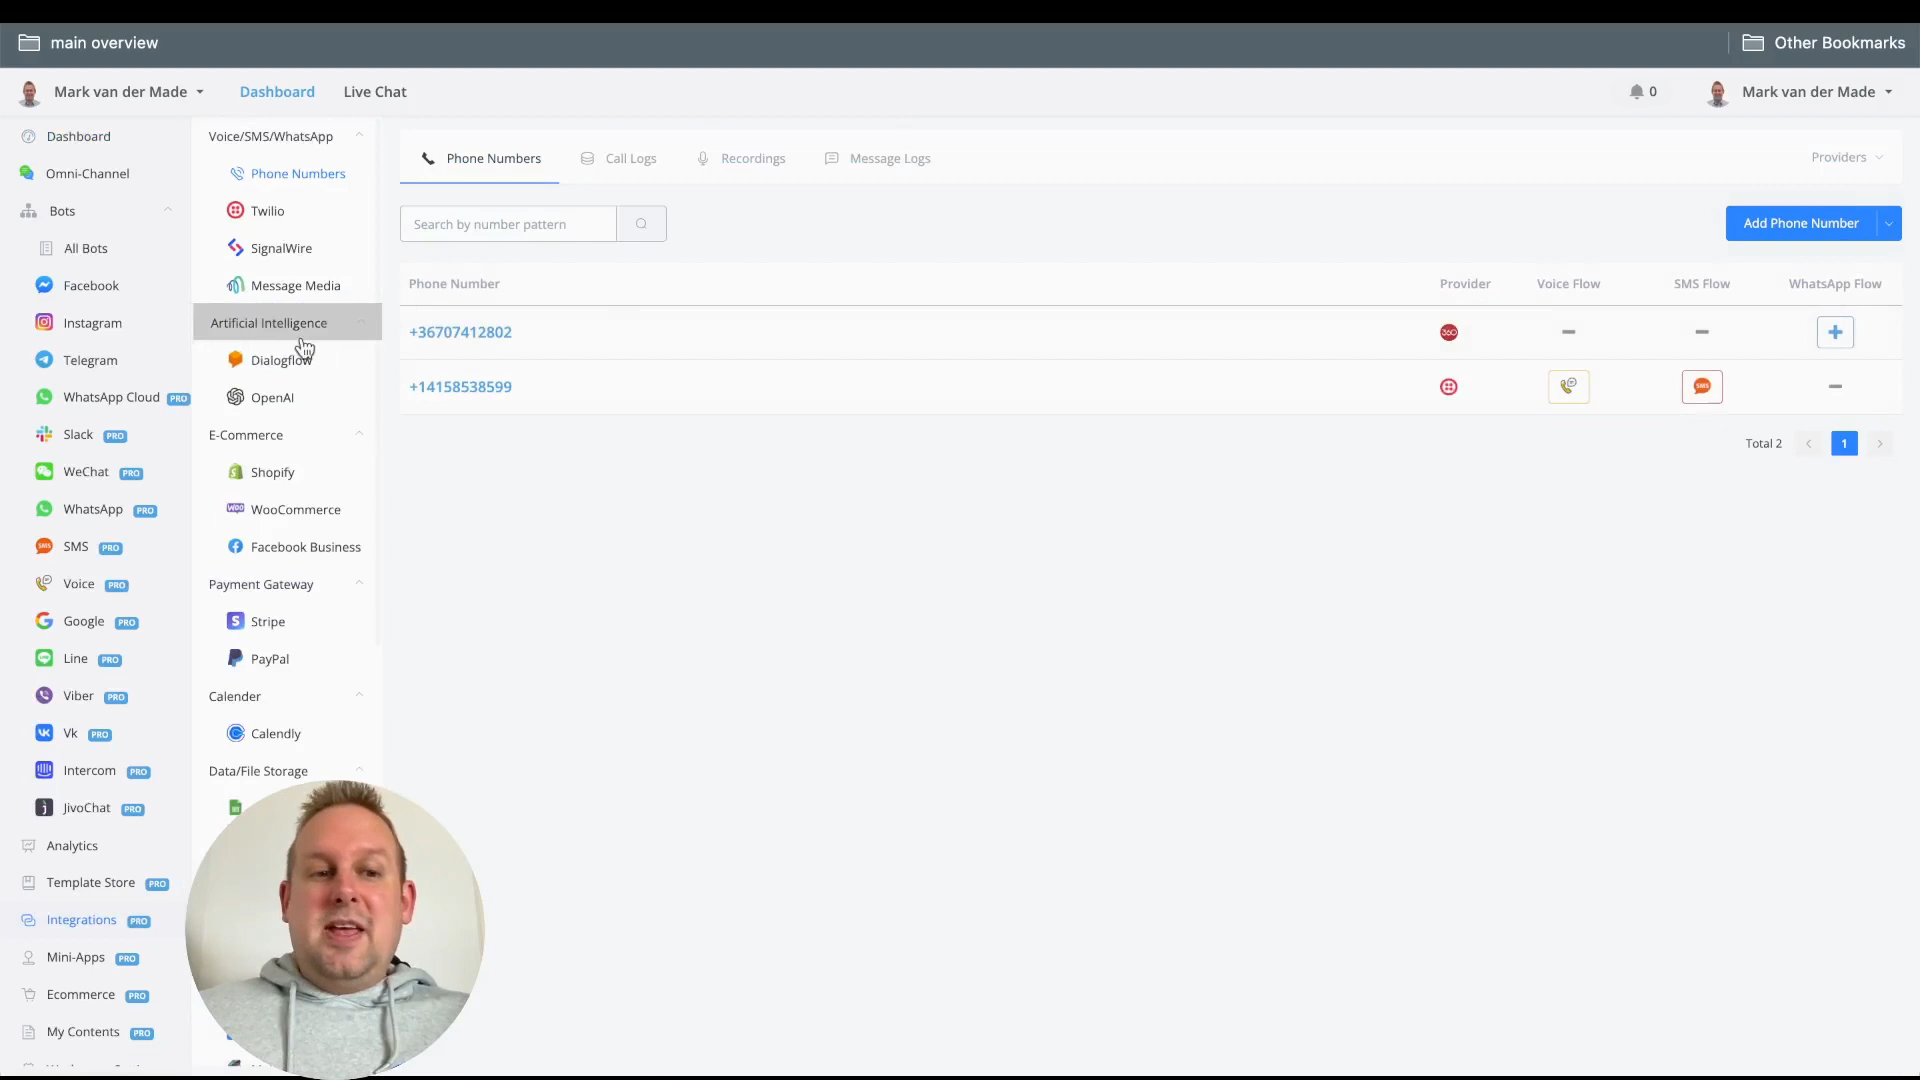 main overview
Other Bookmarks
Mark van der Made
Dashboard
Live Chat
0
Mark van der Made
Dashboard
Omni-Channel
Bots
All Bots
Facebook
Instagram
Telegram
WhatsApp Cloud PRO
Slack PRO
WeChat PRO
WhatsApp PRO
SMS PRO
Voice PRO
Google PRO
Line PRO
Viber PRO
Vk PRO
Intercom PRO
JivoChat PRO
Analytics
Template Store PRO
Integrations PRO
Mini-Apps PRO
Ecommerce PRO
My Contents PRO
Voice/SMS/WhatsApp
Phone Numbers
Twilio
SignalWire
Message Media
Artificial Intelligence
Dialogflow
OpenAI
E-Commerce
Shopify
WooCommerce
Facebook Business
Payment Gateway
Stripe
PayPal
Calender
Calendly
Data/File Storage
Phone Numbers
Call Logs
Recordings
Message Logs
Providers
Search by number pattern
Add Phone Number
Phone Number Provider Voice Flow SMS Flow WhatsApp Flow
+36707412802 360
+14158538599 SMS
Total 2 1